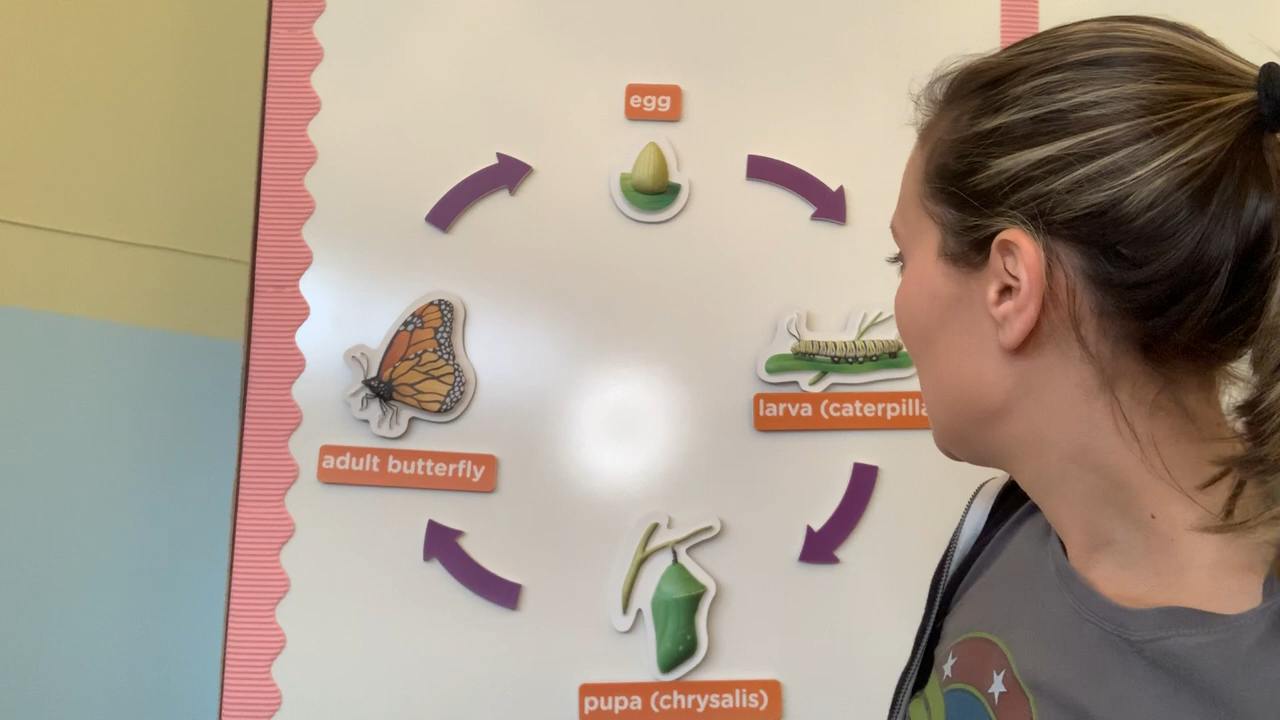 egg
larva (caterpilla
adult butterfly
pupa (chrysalis)